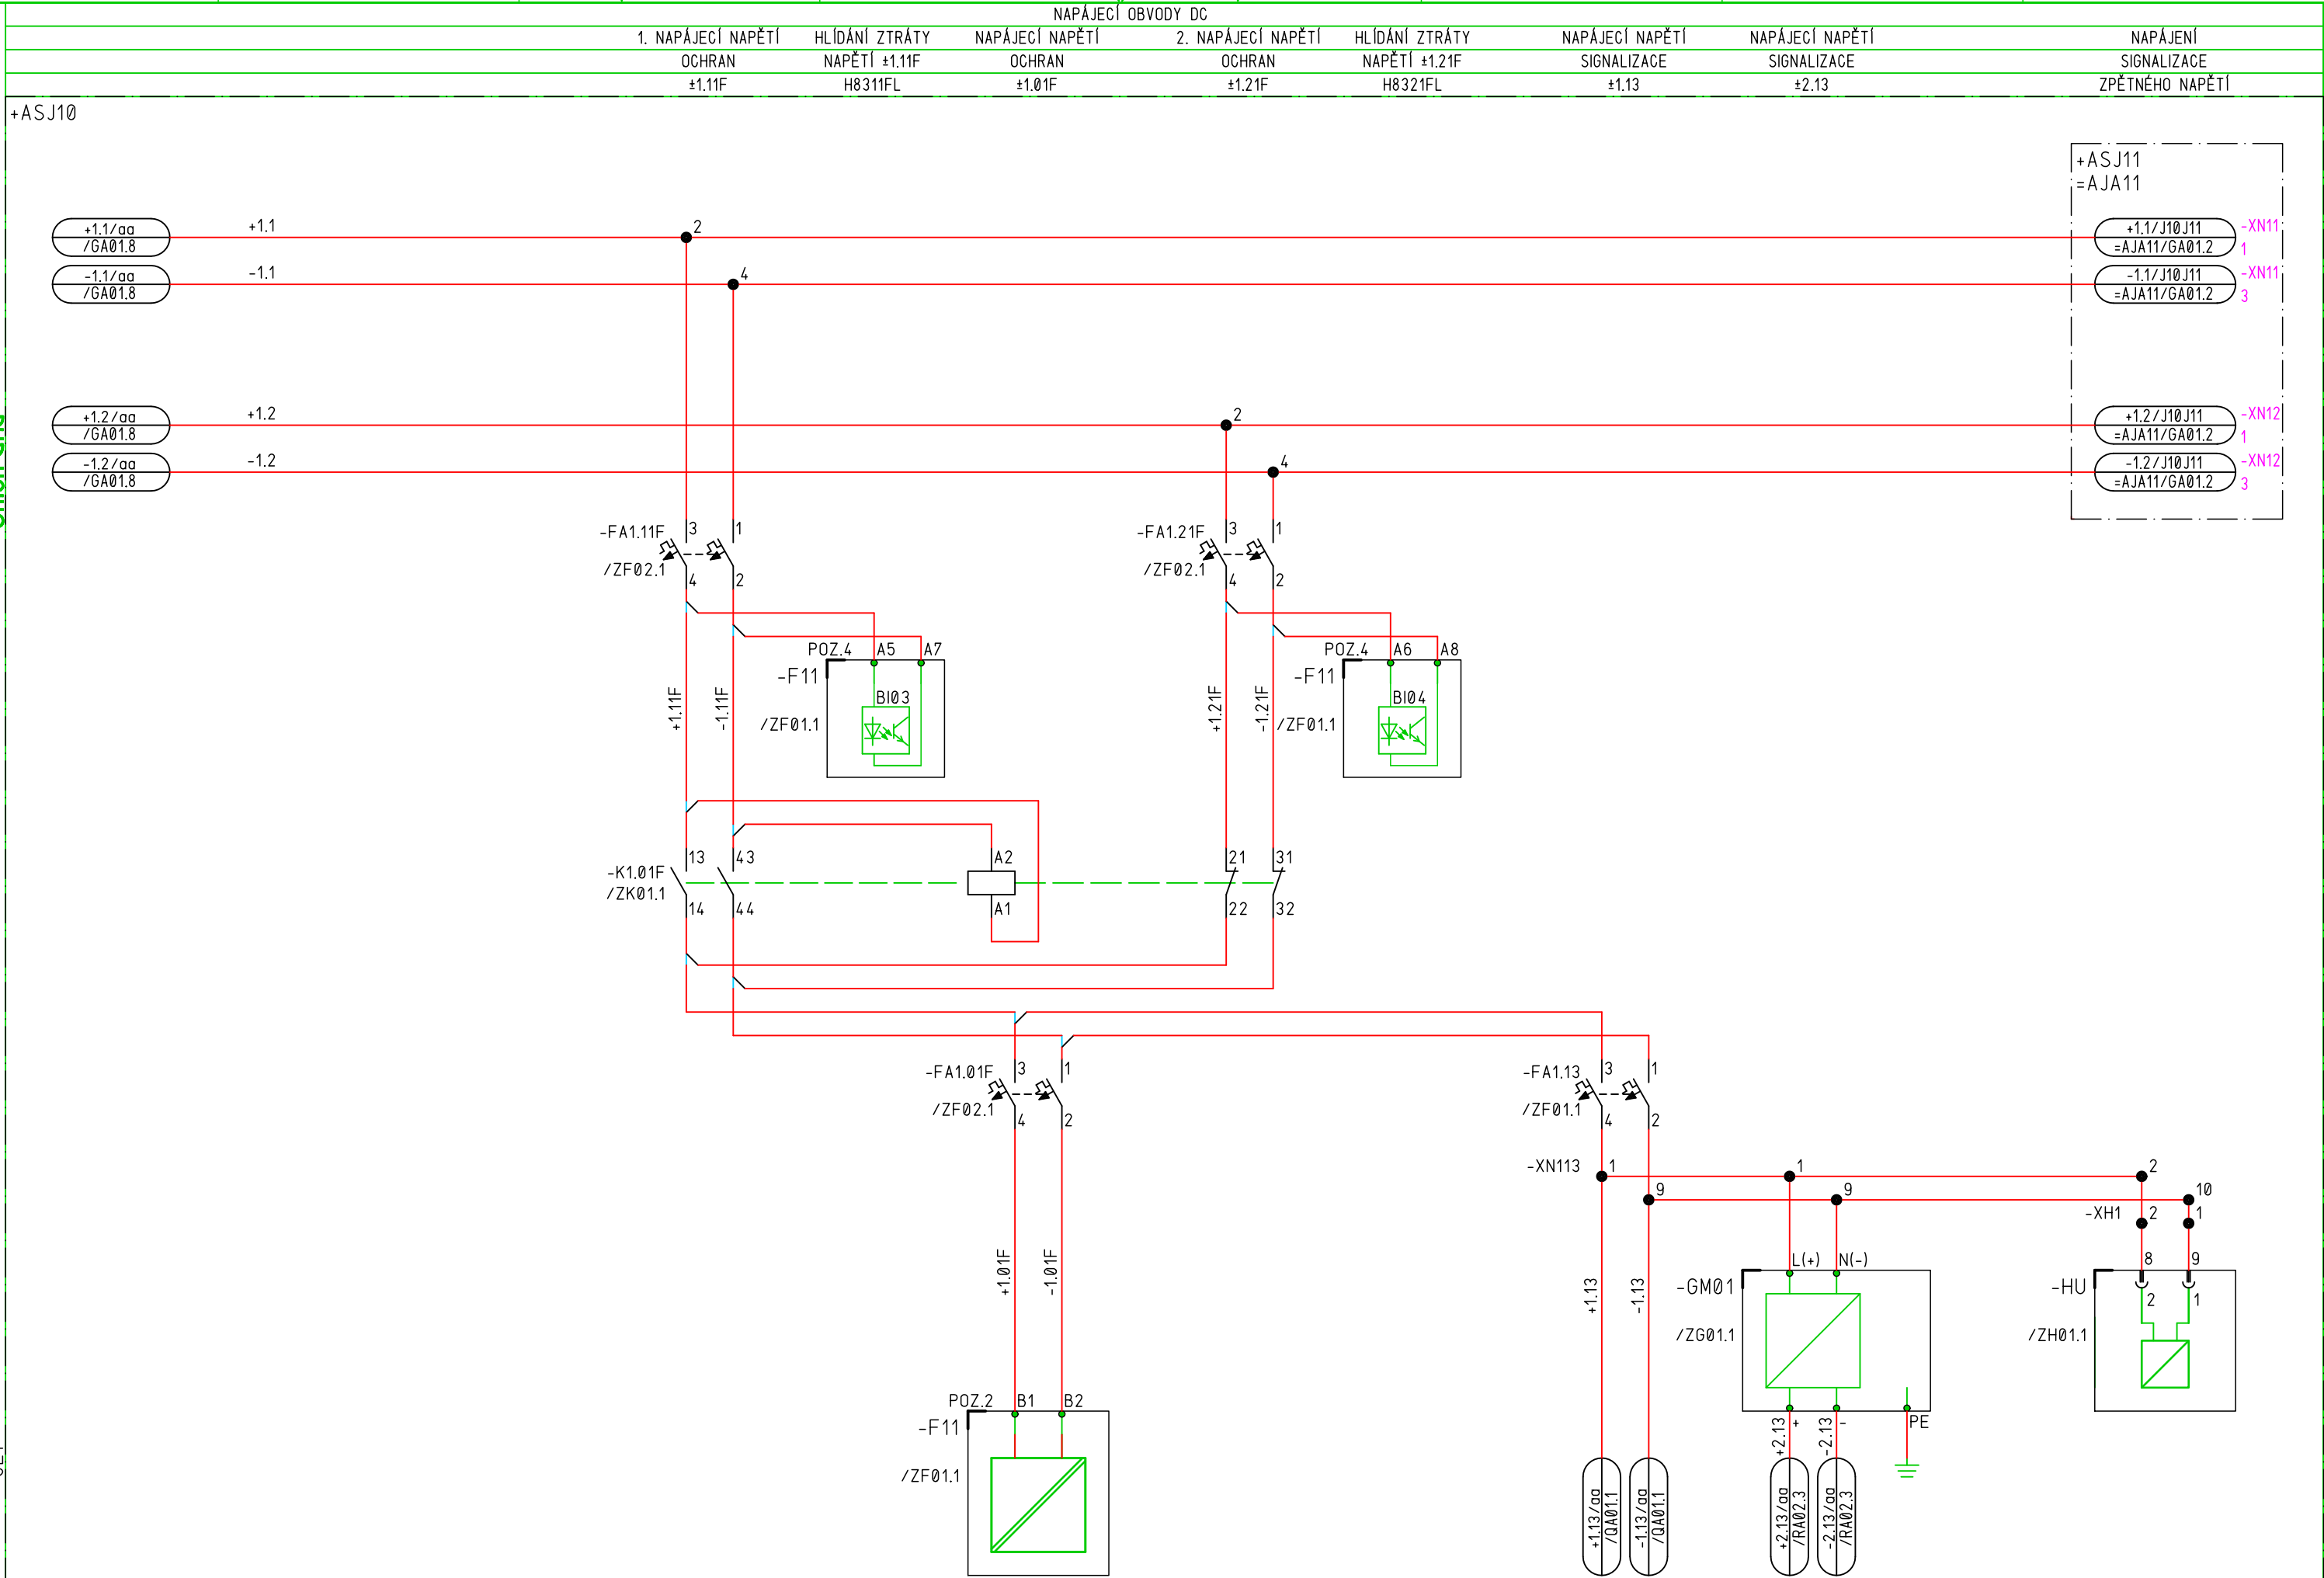 NAPÁJECÍ OBVODY DC
1. NAPÁJECÍ NAPĚTÍ HLÍDÁNÍ ZTRÁTY NAPÁJECÍ NAPĚTÍ 2. NAPÁJECÍ NAPĚTÍ HLÍDÁNÍ ZTRÁTY NAPÁJECÍ NAPĚTÍ NAPÁJECÍ NAPĚTÍ NAPÁJENÍ
OCHRAN NAPĚTÍ ±1.11F OCHRAN OCHRAN NAPĚTÍ ±1.21F SIGNALIZACE SIGNALIZACE SIGNALIZACE
±1.11F H8311FL ±1.01F ±1.21F H8321FL ±1.13 ±2.13 ZPĚTNÉHO NAPĚTÍ
+ASJ10
+ASJ11
=AJA11
+1.1/aa +1.1 2 +1.1/J10J11 -XN11
/GA01.8 =AJA11/GA01.2 1
-1.1/aa -1.1 4 -1.1/J10J11 -XN11
/GA01.8 =AJA11/GA01.2 3
+1.2/aa +1.2 2 +1.2/J10J11 -XN12
/GA01.8 =AJA11/GA01.2 1
-1.2/aa -1.2 4 -1.2/J10J11 -XN12
/GA01.8 =AJA11/GA01.2 3
-FA1.11F 3 1 -FA1.21F 3 1
/ZF02.1 4 2 /ZF02.1 4 2
POZ.4 A5 A7 POZ.4 A6 A8
-F11 -F11
+1.11F -1.11F BI03 +1.21F -1.21F BI04
/ZF01.1 /ZF01.1
13 43 A2 21 31
-K1.01F
/ZK01.1
14 44 A1 22 32
-FA1.01F 3 1 -FA1.13 3 1
/ZF02.1 4 2 /ZF01.1 4 2
-XN113 1 1 2
9 9 10
-XH1 2 1
L(+) N(-) 8 9
+1.01F -1.01F +1.13 -1.13 -GM01 -HU
2 1
/ZG01.1 /ZH01.1
POZ.2 B1 B2
-F11
+2.13 + -2.13 - PE
/ZF01.1
+1.13/aa -1.13/aa +2.13/aa -2.13/aa
/QA01.1 /QA01.1 /RA02.3 /RA02.3